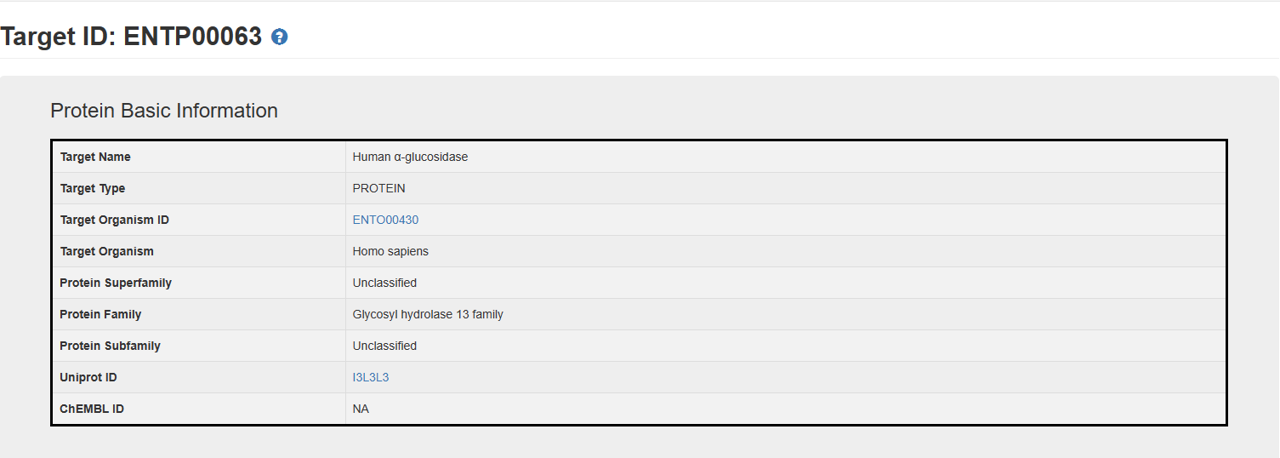 Target ID: ENTP00063 ?
Protein Basic Information
Target Name Human α-glucosidase
Target Type PROTEIN
Target Organism ID ENTO00430
Target Organism Homo sapiens
Protein Superfamily Unclassified
Protein Family Glycosyl hydrolase 13 family
Protein Subfamily Unclassified
Uniprot ID I3L3L3
ChEMBL ID NA